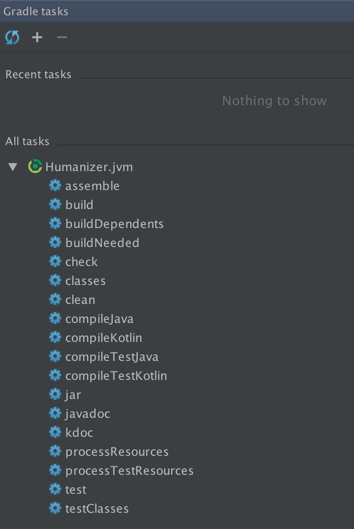 Gradle tasks
Recent tasks
Nothing to show
All tasks
Humanizer.jvm
assemble
build
buildDependents
buildNeeded
check
classes
clean
compileJava
compileKotlin
compileTestJava
compileTestKotlin
jar
javadoc
kdoc
processResources
processTestResources
test
testClasses